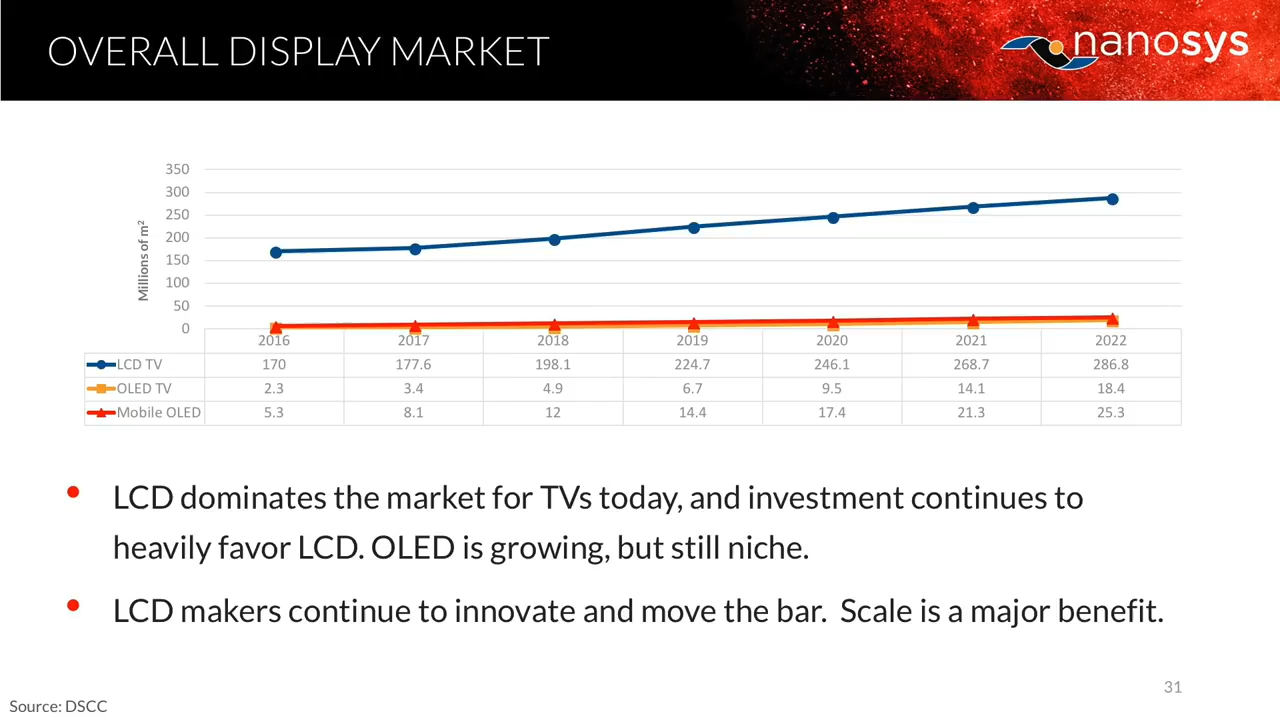 OVERALL DISPLAY MARKET
nanosys
350
300
250
200
150
100
50
0
Millions of m²
2016 2017 2018 2019 2020 2021 2022
LCD TV 170 177.6 198.1 224.7 246.1 268.7 286.8
OLED TV 2.3 3.4 4.9 6.7 9.5 14.1 18.4
Mobile OLED 5.3 8.1 12 14.4 17.4 21.3 25.3
• LCD dominates the market for TVs today, and investment continues to
heavily favor LCD. OLED is growing, but still niche.
• LCD makers continue to innovate and move the bar. Scale is a major benefit.
31
Source: DSCC